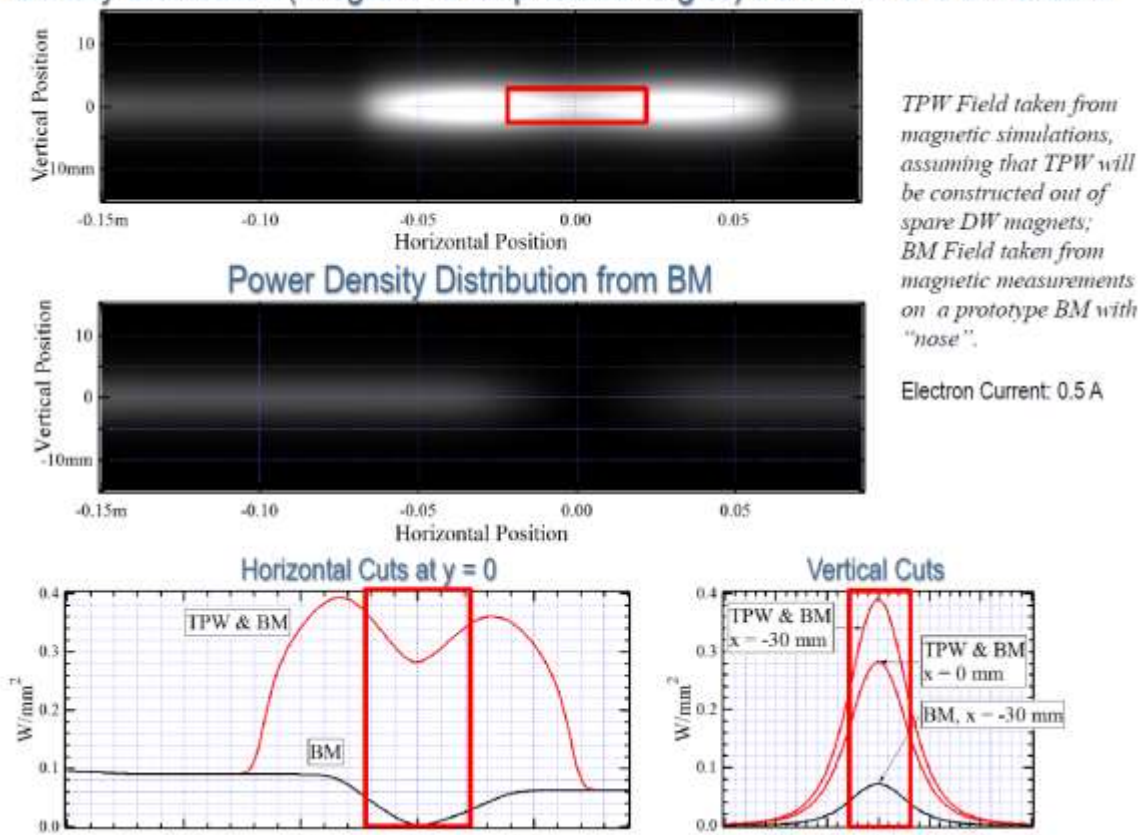 10
0
10mm
Vertical Position
-0.15m -0.10 -0.05 0.00 0.05
Horizontal Position
TPW Field taken from
magnetic simulations,
assuming that TPW will
be constructed out of
spare DW magnets;
BM Field taken from
magnetic measurements
on a prototype BM with
"nose".
Electron Current: 0.5 A
Power Density Distribution from BM
10
0
-10mm
Vertical Position
-0.15m -0.10 -0.05 0.00 0.05
Horizontal Position
Horizontal Cuts at y = 0
0.4
0.3
0.2
0.1
0.0
W/mm²
TPW & BM
BM
Vertical Cuts
0.4
0.3
0.2
0.1
0.0
W/mm²
TPW & BM
x = -30 mm
TPW & BM
x = 0 mm
BM, x = -30 mm